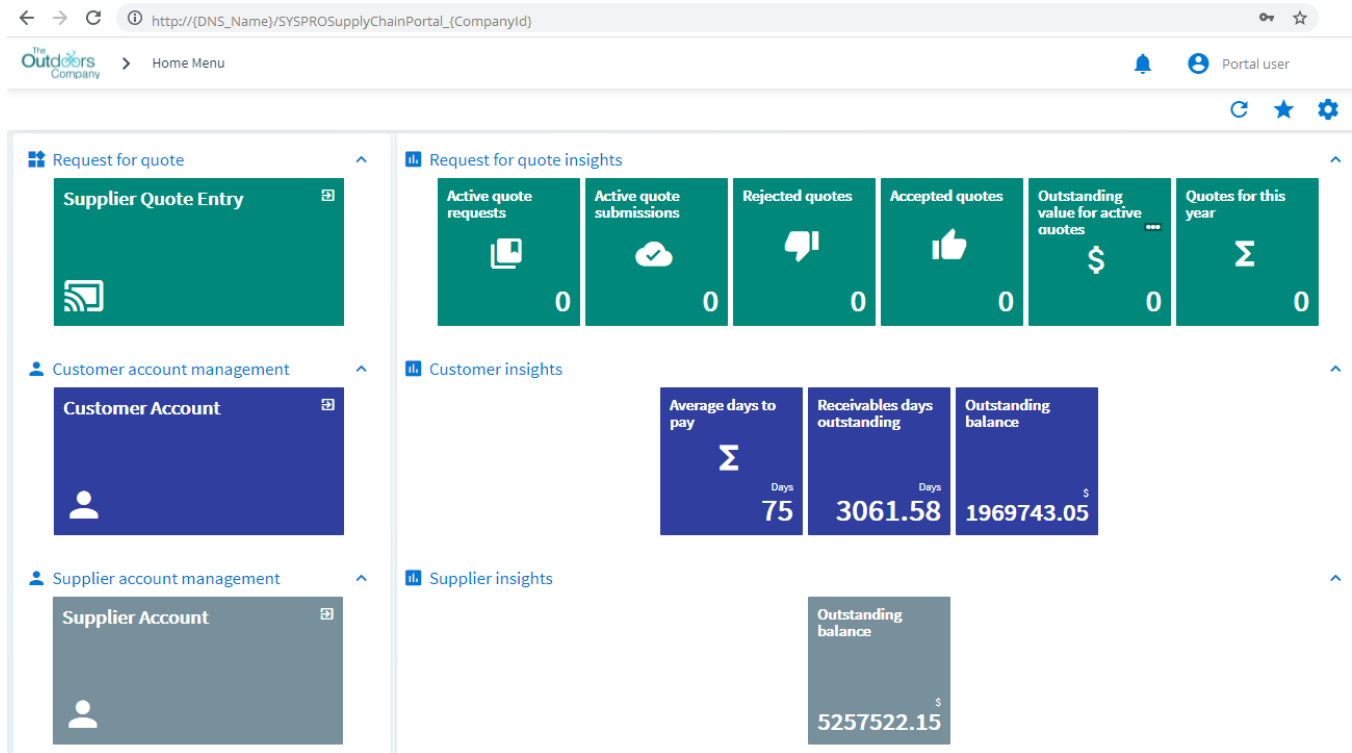 http://{DNS_Name}/SYSPROSupplyChainPortal_{CompanyId}
The
Outdoors
Company
Home Menu
Portal user
Request for quote
Supplier Quote Entry
Request for quote insights
Active quote
requests
0
Active quote
submissions
0
Rejected quotes
0
Accepted quotes
0
Outstanding
value for active
quotes
$
0
Quotes for this
year
Σ
0
Customer account management
Customer Account
Customer insights
Average days to
pay
Σ
Days
75
Receivables days
outstanding
Days
3061.58
Outstanding
balance
$
1969743.05
Supplier account management
Supplier Account
Supplier insights
Outstanding
balance
$
5257522.15